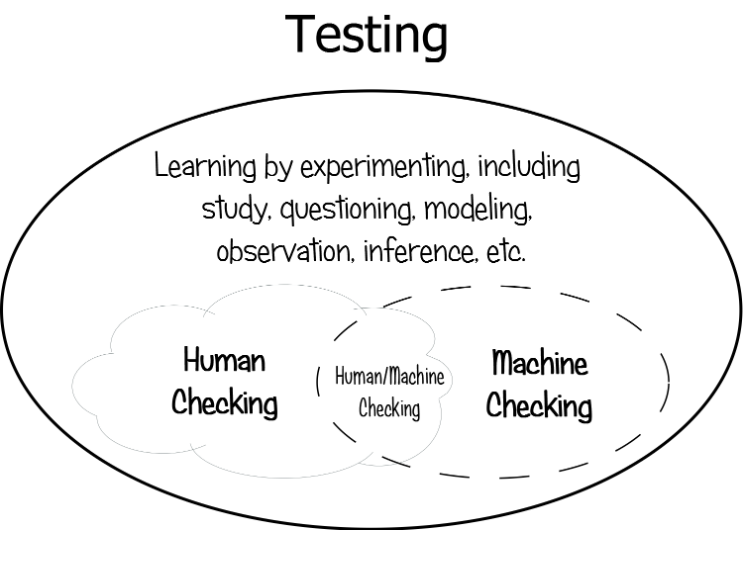 Testing
Learning by experimenting, including
study, questioning, modeling,
observation, inference, etc.
Human
Checking
Human/Machine
Checking
Machine
Checking